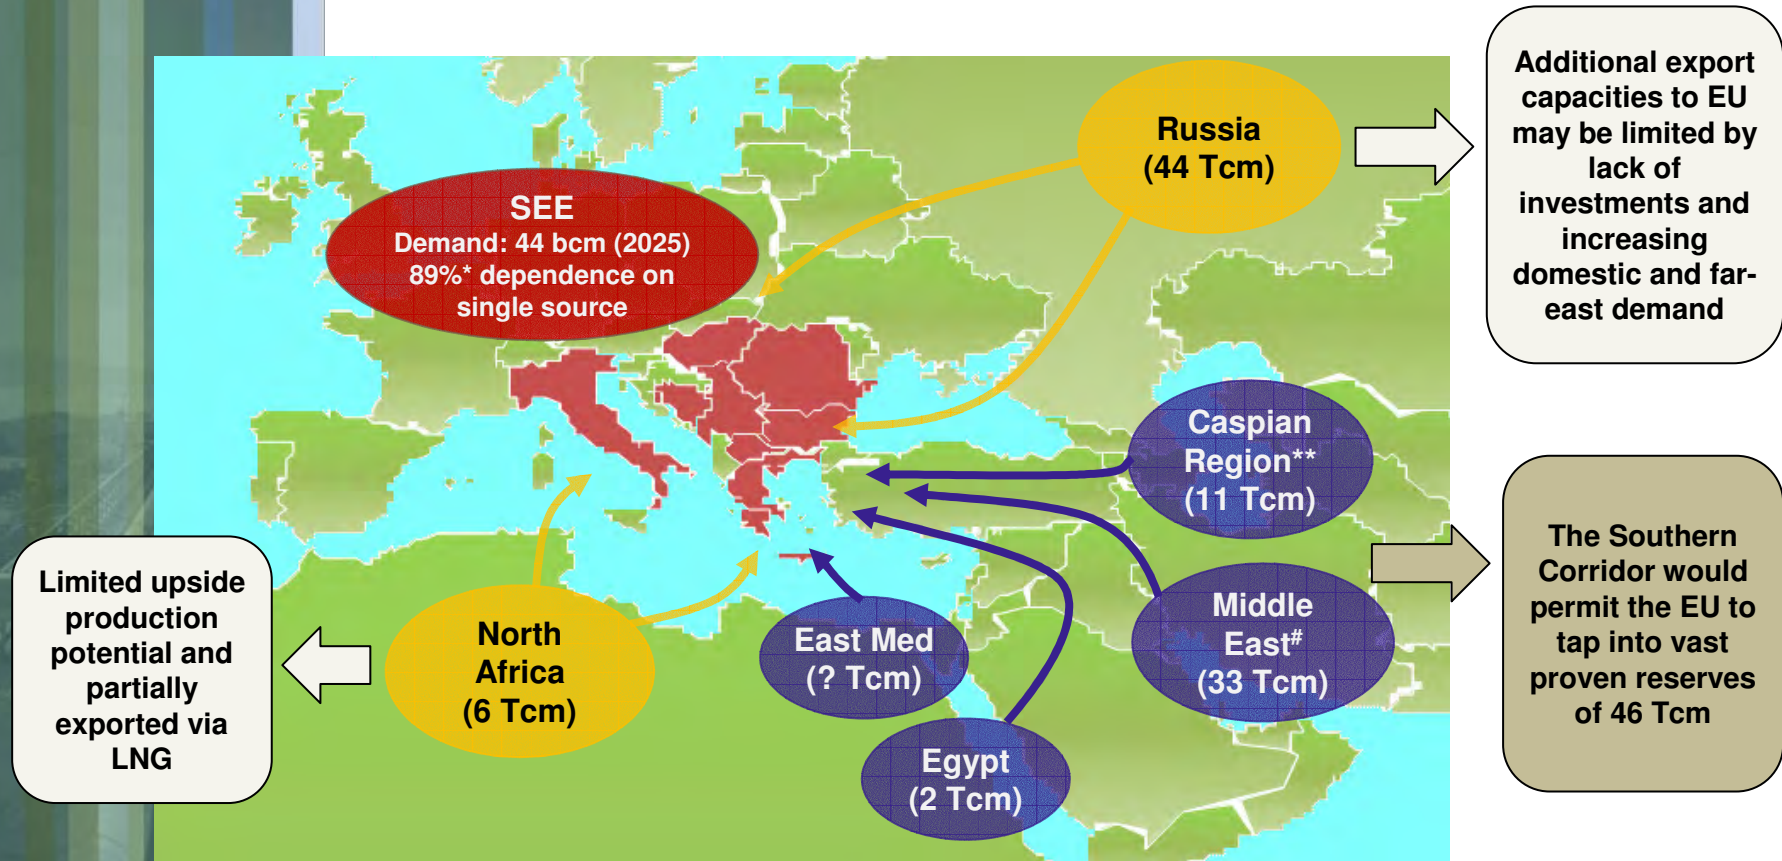 Additional export
capacities to EU
may be limited by
lack of
investments and
increasing
domestic and far-
east demand
Russia
(44 Tcm)
SEE
Demand: 44 bcm (2025)
89%* dependence on
single source
Caspian
Region**
(11 Tcm)
The Southern
Corridor would
permit the EU to
tap into vast
proven reserves
of 46 Tcm
Limited upside
production
potential and
partially
exported via
LNG
North
Africa
(6 Tcm)
East Med
(? Tcm)
Middle
East#
(33 Tcm)
Egypt
(2 Tcm)